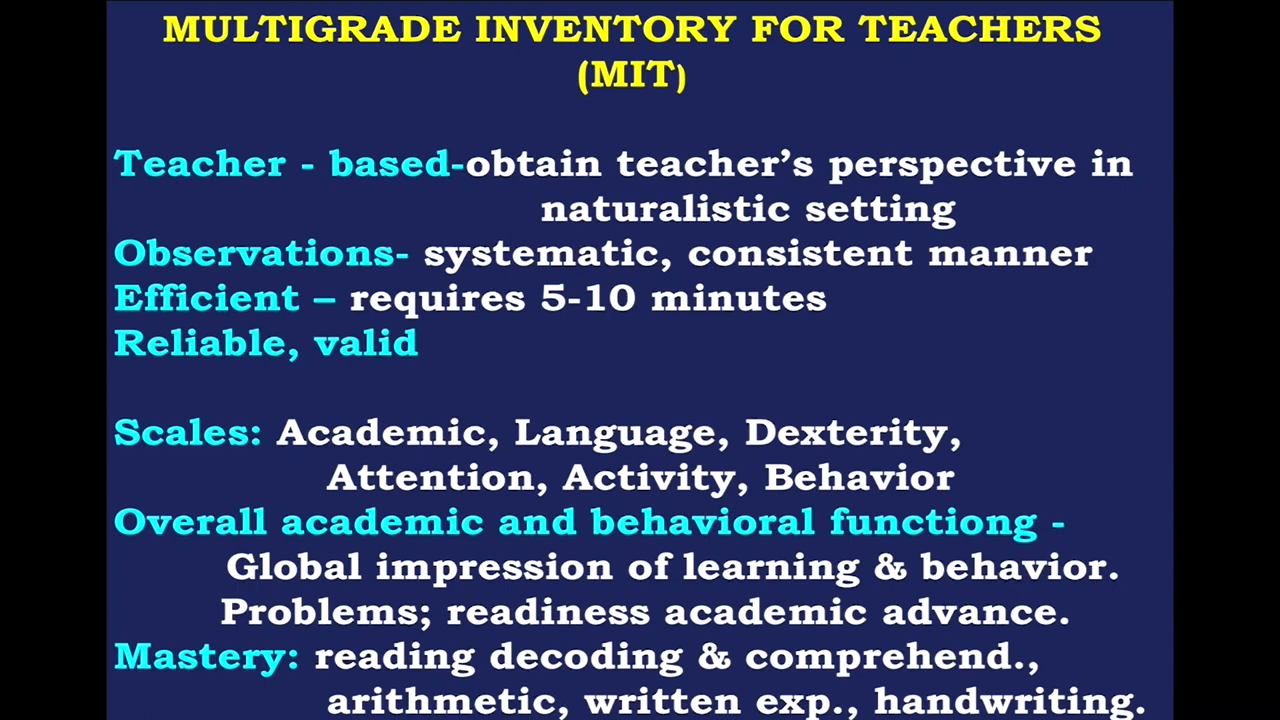 MULTIGRADE INVENTORY FOR TEACHERS
(MIT)
Teacher - based-obtain teacher’s perspective in
naturalistic setting
Observations- systematic, consistent manner
Efficient – requires 5-10 minutes
Reliable, valid
Scales: Academic, Language, Dexterity,
Attention, Activity, Behavior
Overall academic and behavioral functiong -
Global impression of learning & behavior.
Problems; readiness academic advance.
Mastery: reading decoding & comprehend.,
arithmetic, written exp., handwriting.